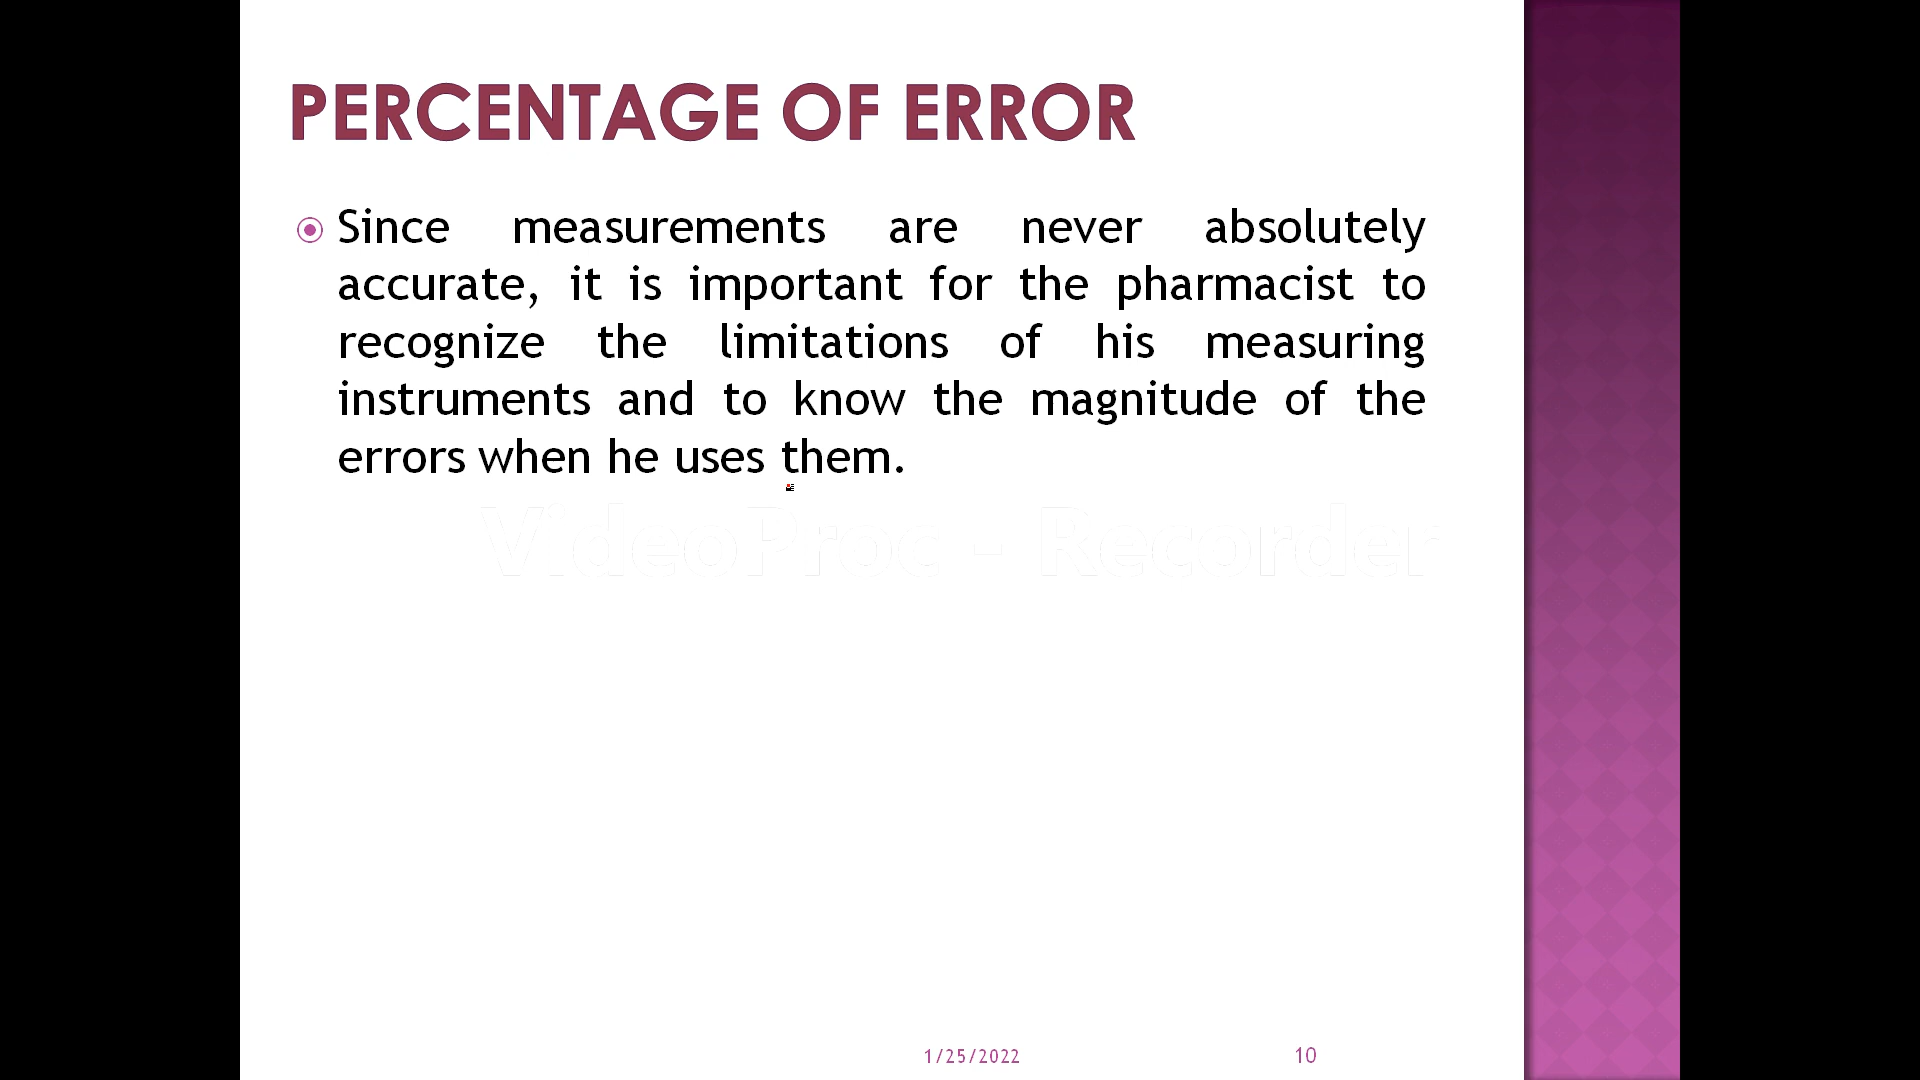 PERCENTAGE OF ERROR
Since measurements are never absolutely
accurate, it is important for the pharmacist to
recognize the limitations of his measuring
instruments and to know the magnitude of the
errors when he uses them.
VideoProc - Recorder
1/25/2022
10